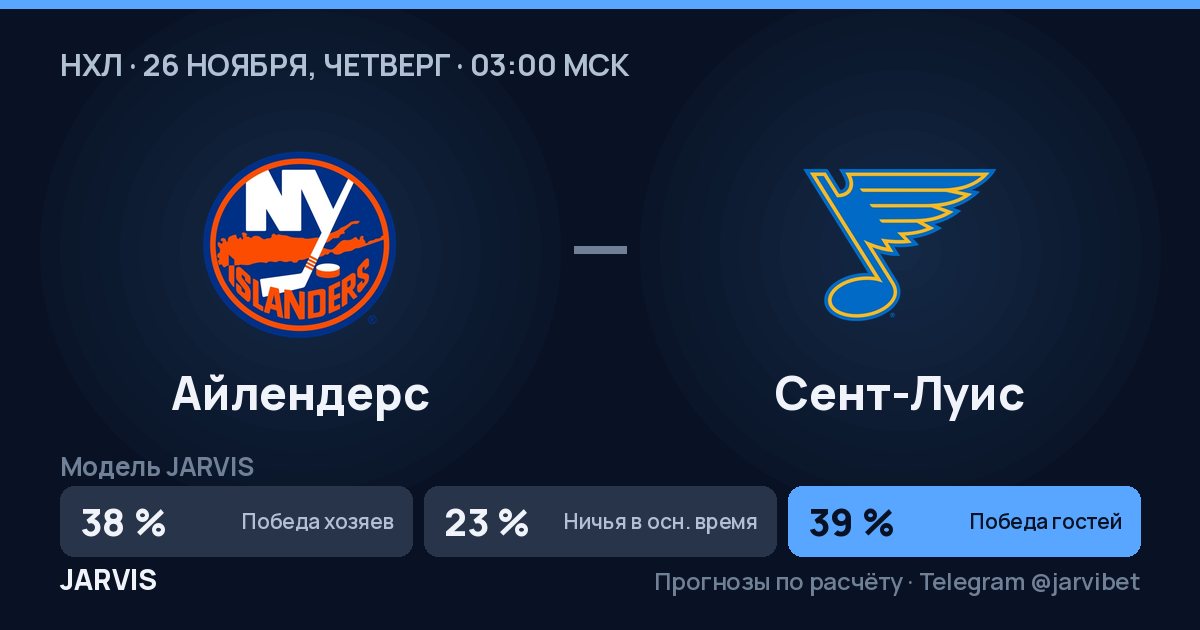 НХЛ · 26 НОЯБРЯ, ЧЕТВЕРГ · 03:00 МСК
NY
ISLANDERS
Айлендерс
Сент-Луис
Модель JARVIS
38 % Победа хозяев
23 % Ничья в осн. время
39 % Победа гостей
JARVIS
Прогнозы по расчёту · Telegram @jarvibet